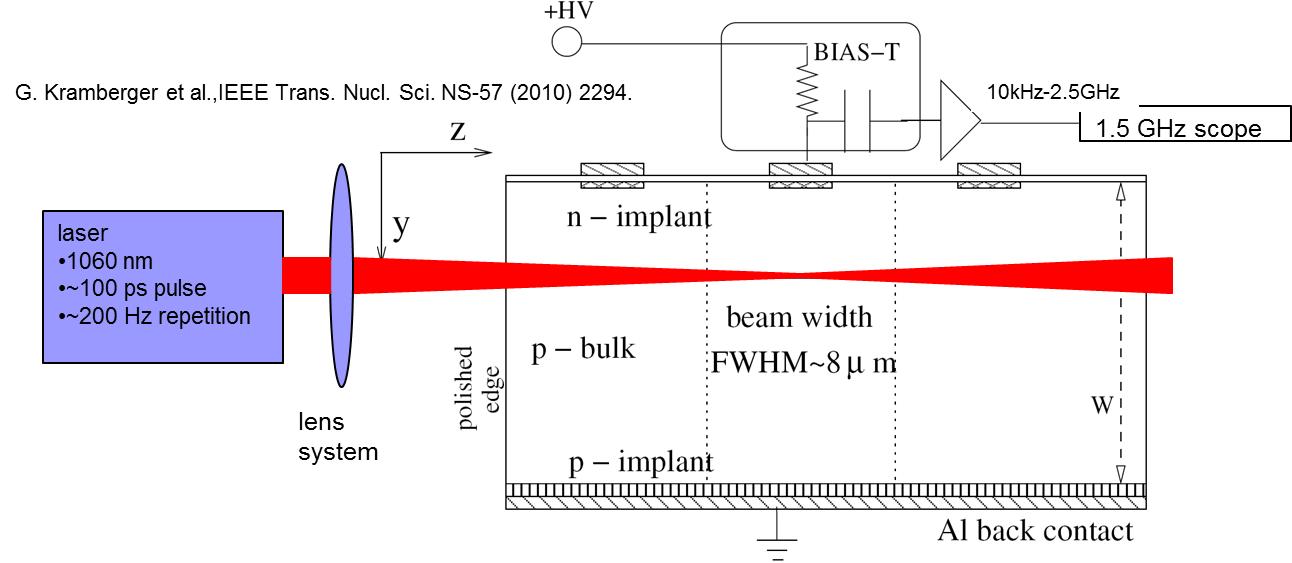 +HV
BIAS−T
G. Kramberger et al.,IEEE Trans. Nucl. Sci. NS-57 (2010) 2294.
10kHz-2.5GHz
1.5 GHz scope
z
y
n − implant
laser
•1060 nm
•~100 ps pulse
•~200 Hz repetition
beam width
FWHM~8 μ m
p − bulk
polished
edge
W
lens
system
p − implant
Al back contact